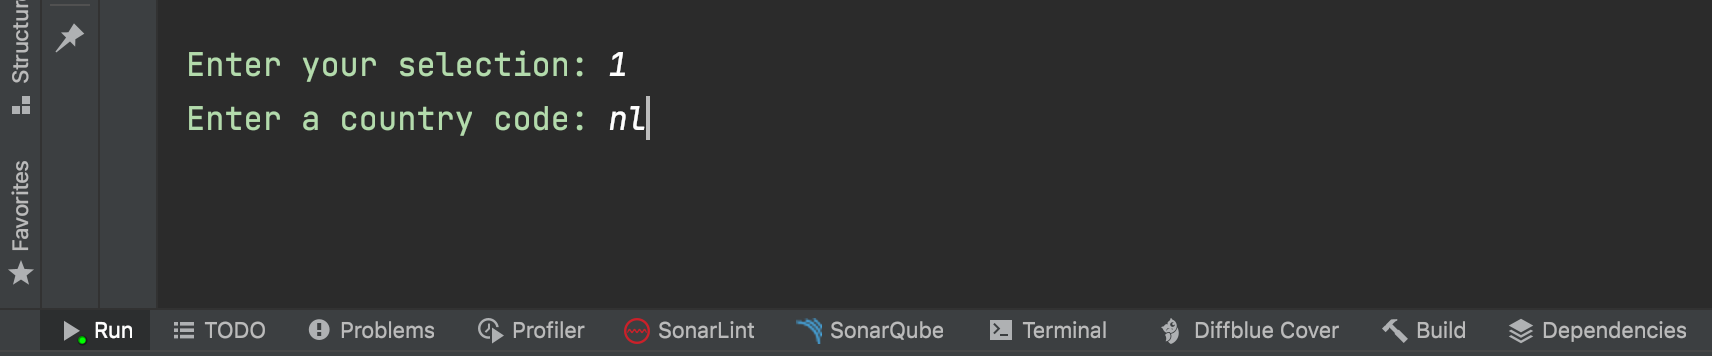 Structur
Favorites
Enter your selection: 1
Enter a country code: nl
Run TODO Problems Profiler SonarLint SonarQube Terminal Diffblue Cover Build Dependencies